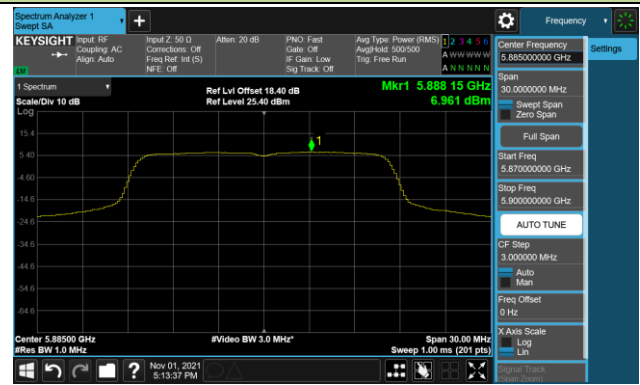 Spectrum Analyzer 1
Swept SA
Frequency
KEYSIGHT
Input: RF
Coupling: AC
Align: Auto
Input Z: 50 Ω
Corrections: Off
Freq Ref: Int (S)
NFE: Off
Atten: 20 dB
PNO: Fast
Gate: Off
IF Gain: Low
Sig Track: Off
Avg Type: Power (RMS)
Avg|Hold: 500/500
Trig: Free Run
1 2 3 4 5 6
A W W W W W
A N N N N N
LXI
1 Spectrum
Scale/Div 10 dB
Log
Ref Lvl Offset 18.40 dB
Ref Level 25.40 dBm
Mkr1 5.888 15 GHz
6.961 dBm
15.4
5.40
-4.60
-14.6
-24.6
-34.6
-44.6
-54.6
-64.6
1
Center 5.88500 GHz
#Res BW 1.0 MHz
#Video BW 3.0 MHz*
Span 30.00 MHz
Sweep 1.00 ms (201 pts)
Center Frequency
5.885000000 GHz
Settings
Span
30.0000000 MHz
Swept Span
Zero Span
Full Span
Start Freq
5.870000000 GHz
Stop Freq
5.900000000 GHz
AUTO TUNE
CF Step
3.000000 MHz
Auto
Man
Freq Offset
0 Hz
X Axis Scale
Log
Lin
Signal Track
(Span Zoom)
?
Nov 01, 2021
5:13:37 PM